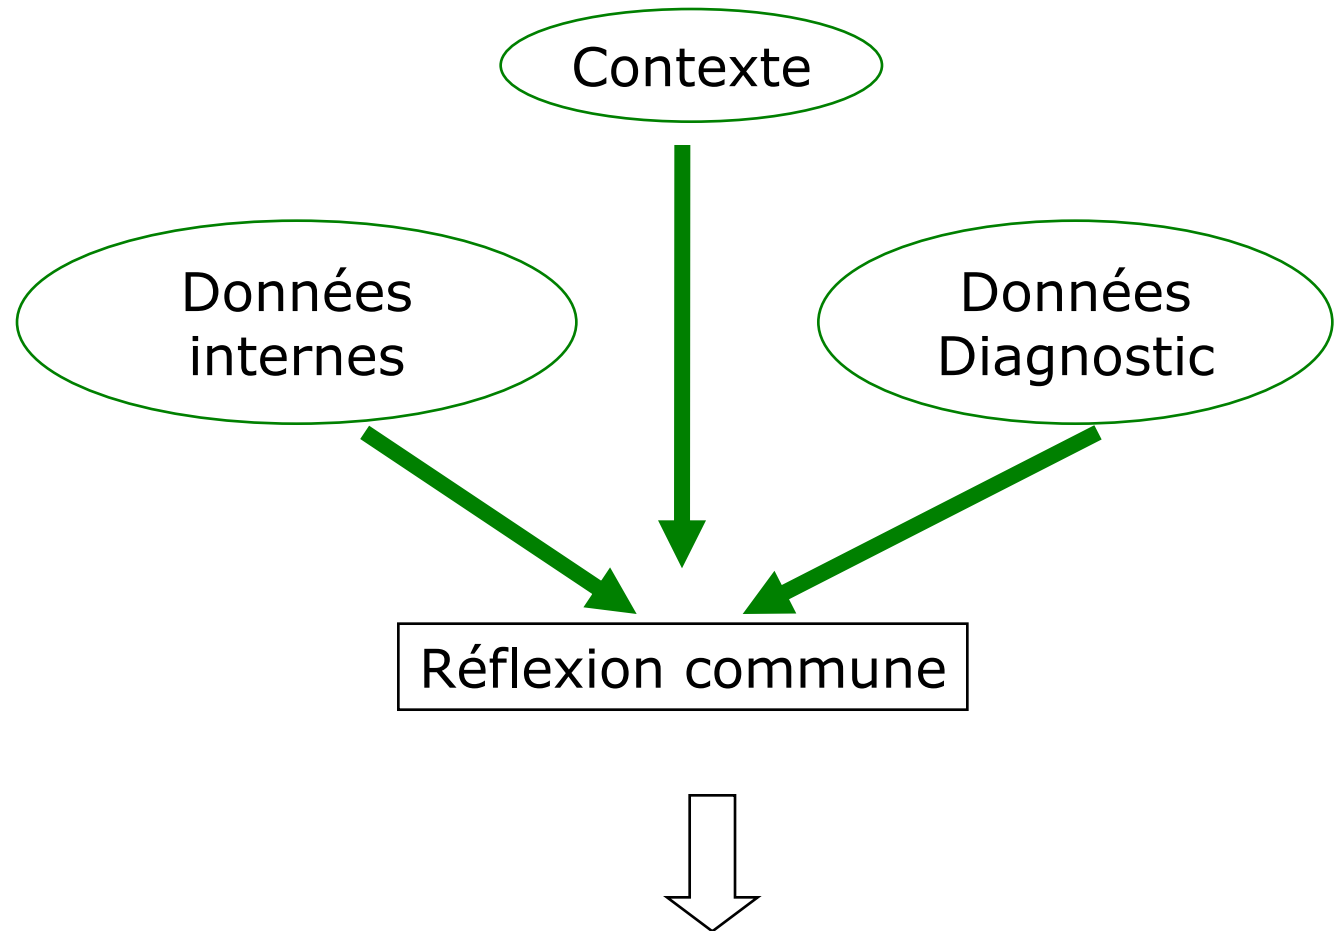 Contexte
Données
internes
Données
Diagnostic
Réflexion commune